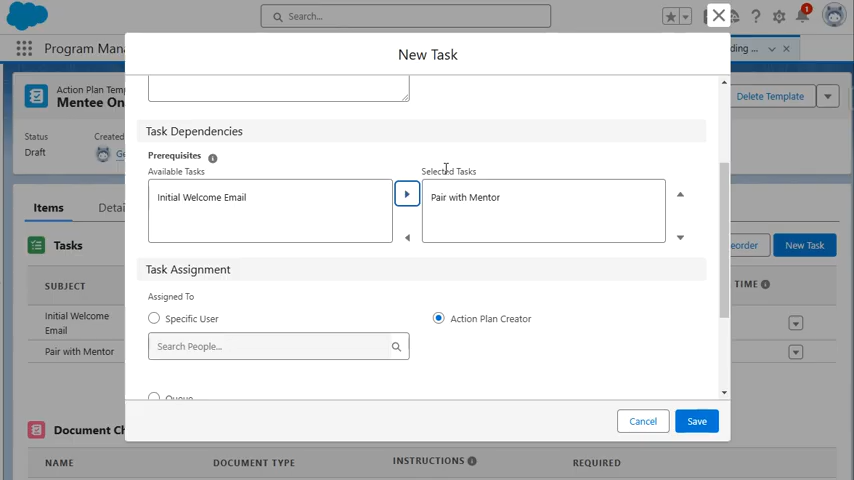 Search...
1
Program Mana
ding ...
New Task
Action Plan Temp
Mentee On
Delete Template
Status
Created
Draft
Ge
Task Dependencies
Prerequisites
Available Tasks
Selected Tasks
Initial Welcome Email
Pair with Mentor
Items
Detai
Tasks
eorder
New Task
Task Assignment
SUBJECT
TIME
Assigned To
Specific User
Action Plan Creator
Initial Welcome
Email
Search People...
Pair with Mentor
Queue
Cancel
Save
Document Ch
NAME
DOCUMENT TYPE
INSTRUCTIONS
REQUIRED